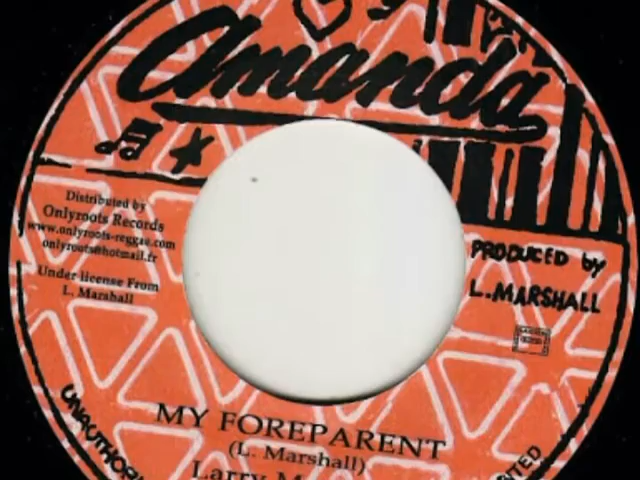 Amanda
Distributed by
Onlyroots Records
www.onlyroots-reggae.com
onlyroots@hotmail.fr
Under license From
L. Marshall
PRODUCED by
L. MARSHALL
MY FOREPARENT
(L. Marshall)
Larry